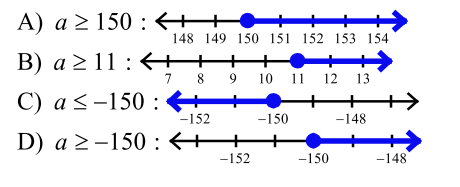 A) a ≥ 150 :
148 149 150 151 152 153 154
B) a ≥ 11 :
7 8 9 10 11 12 13
C) a ≤ −150 :
−152 −150 −148
D) a ≥ −150 :
−152 −150 −148